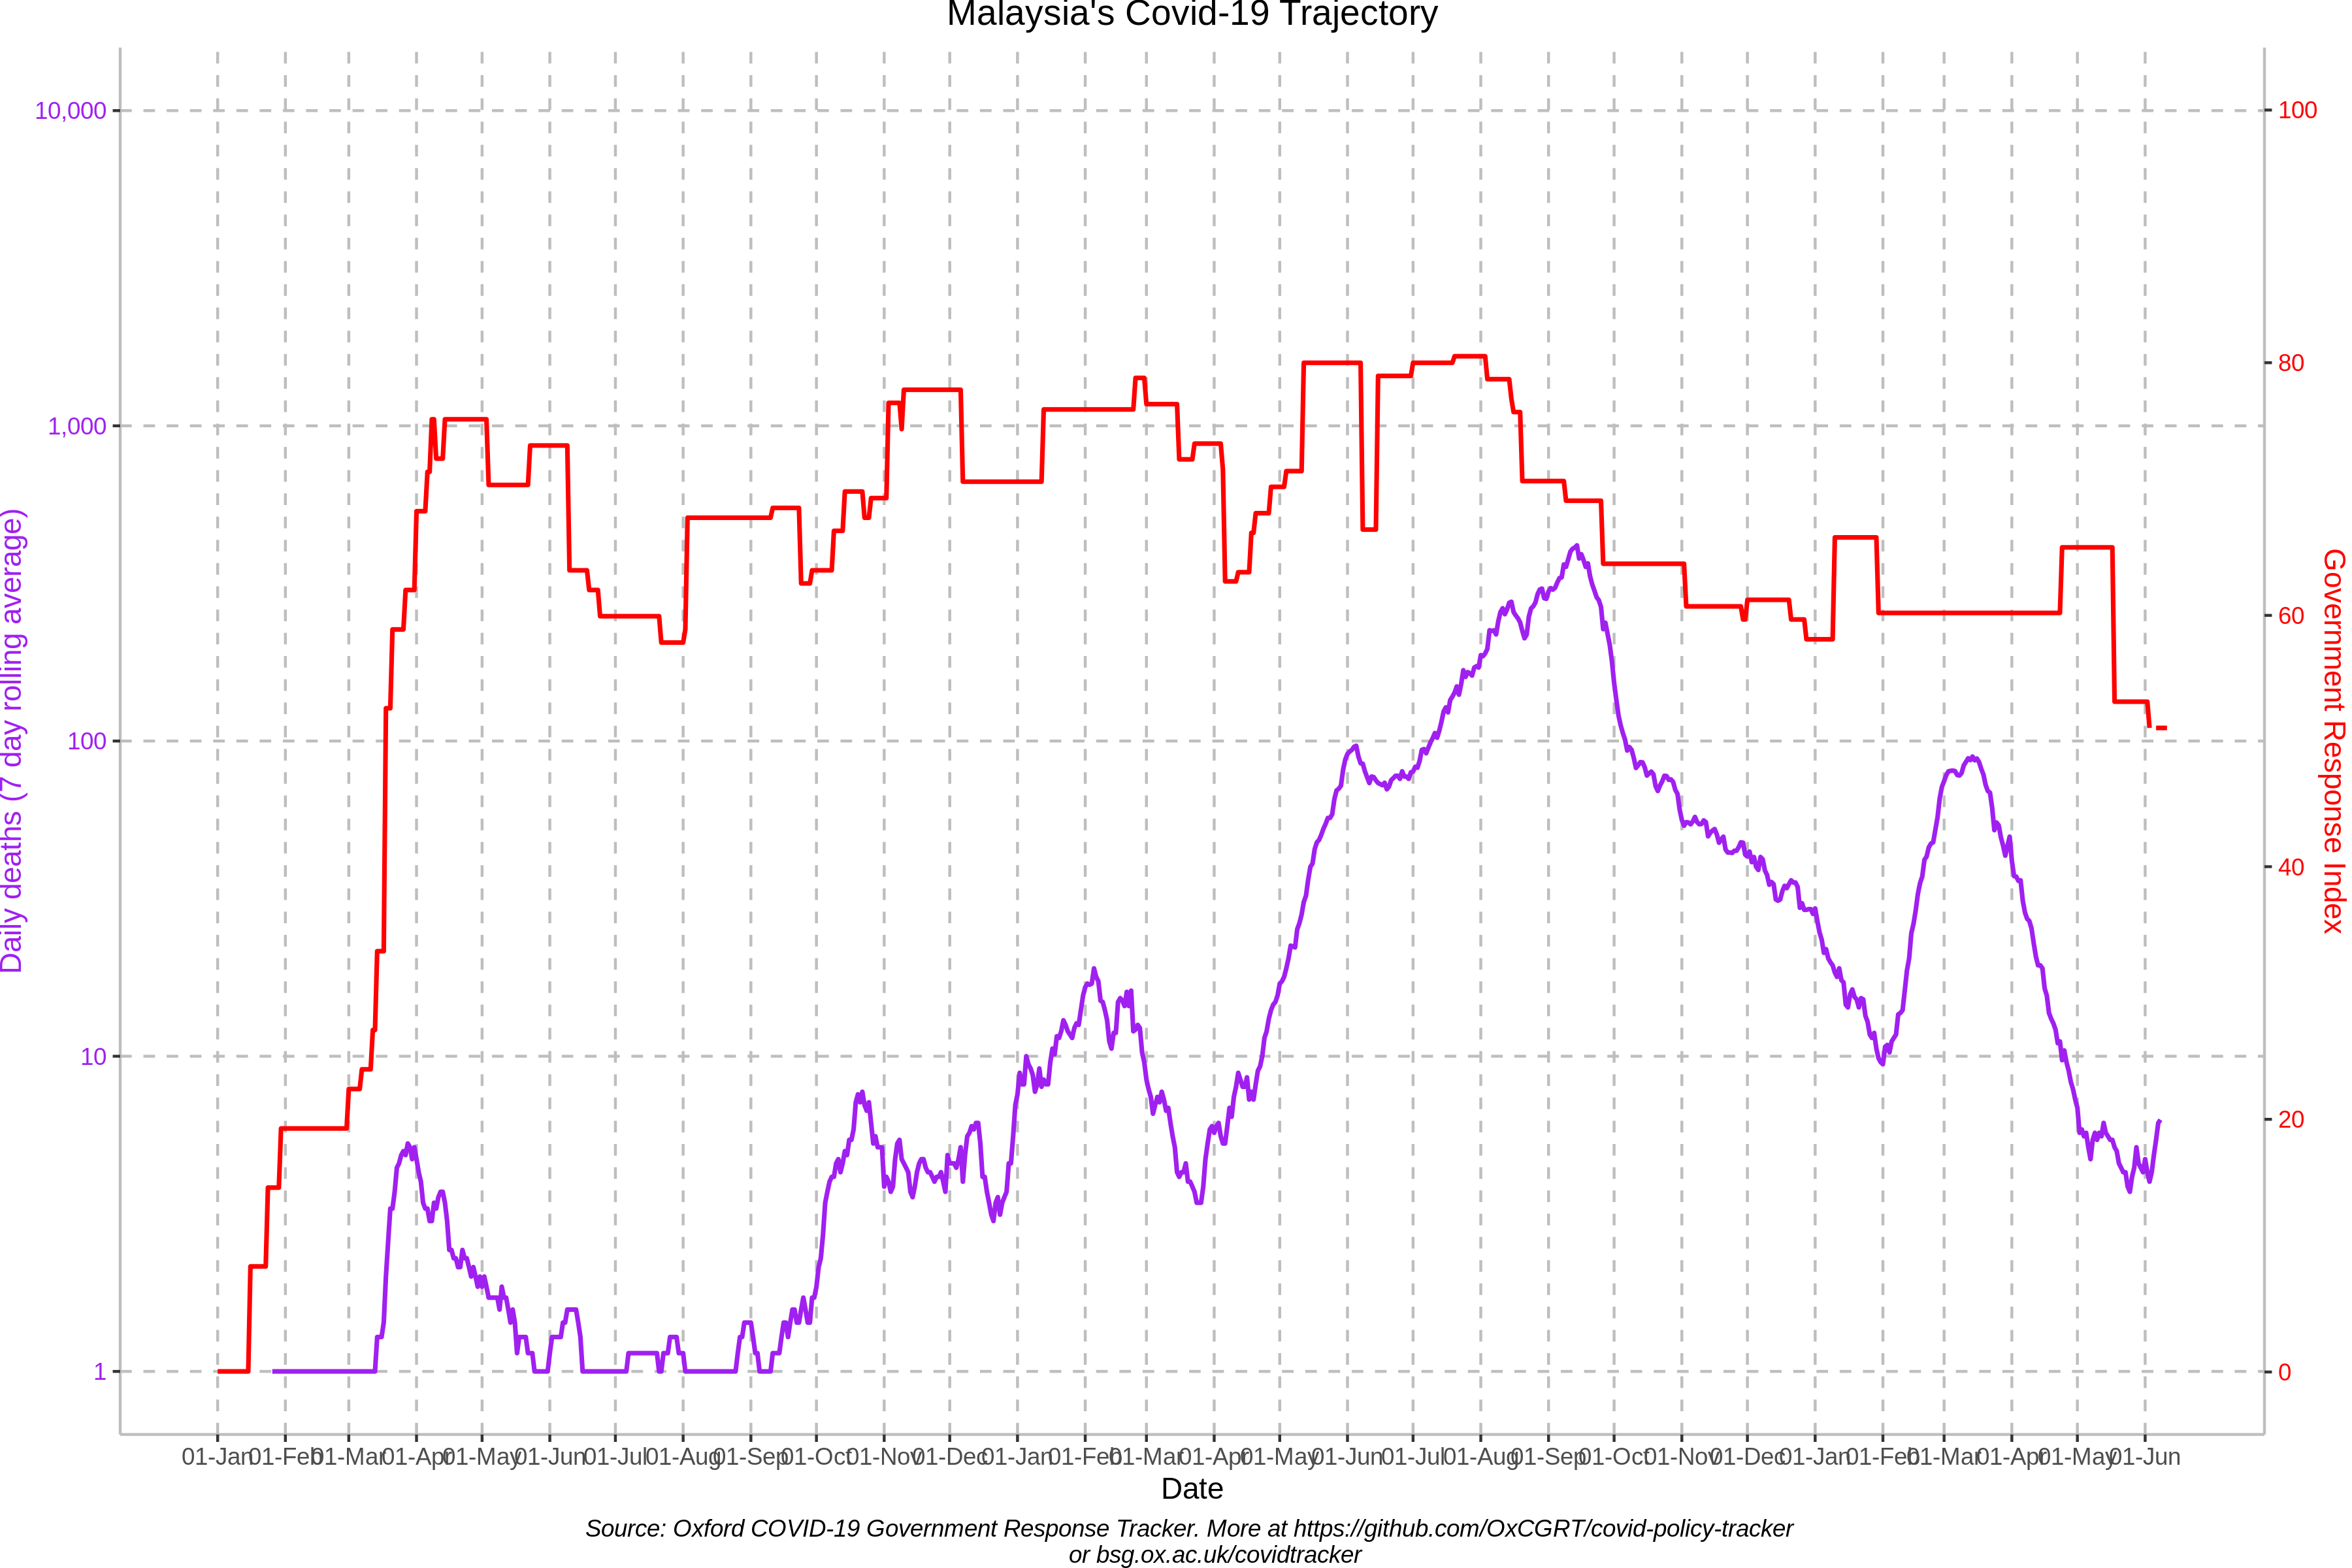 Malaysia's Covid-19 Trajectory
10,000
1,000
100
10
1
Daily deaths (7 day rolling average)
100
80
60
40
20
0
Government Response Index
01-Jan 01-Feb 01-Mar 01-Apr 01-May 01-Jun 01-Jul 01-Aug 01-Sep 01-Oct 01-Nov 01-Dec 01-Jan 01-Feb 01-Mar 01-Apr 01-May 01-Jun 01-Jul 01-Aug 01-Sep 01-Oct 01-Nov 01-Dec 01-Jan 01-Feb 01-Mar 01-Apr 01-May 01-Jun
Date
Source: Oxford COVID-19 Government Response Tracker. More at https://github.com/OxCGRT/covid-policy-tracker
or bsg.ox.ac.uk/covidtracker